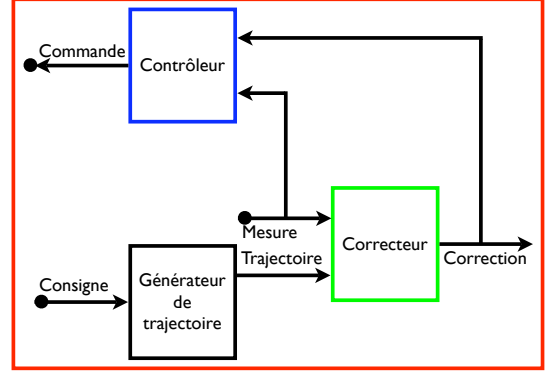 Commande
Contrôleur
Mesure
Trajectoire
Correcteur
Correction
Consigne
Générateur
de
trajectoire